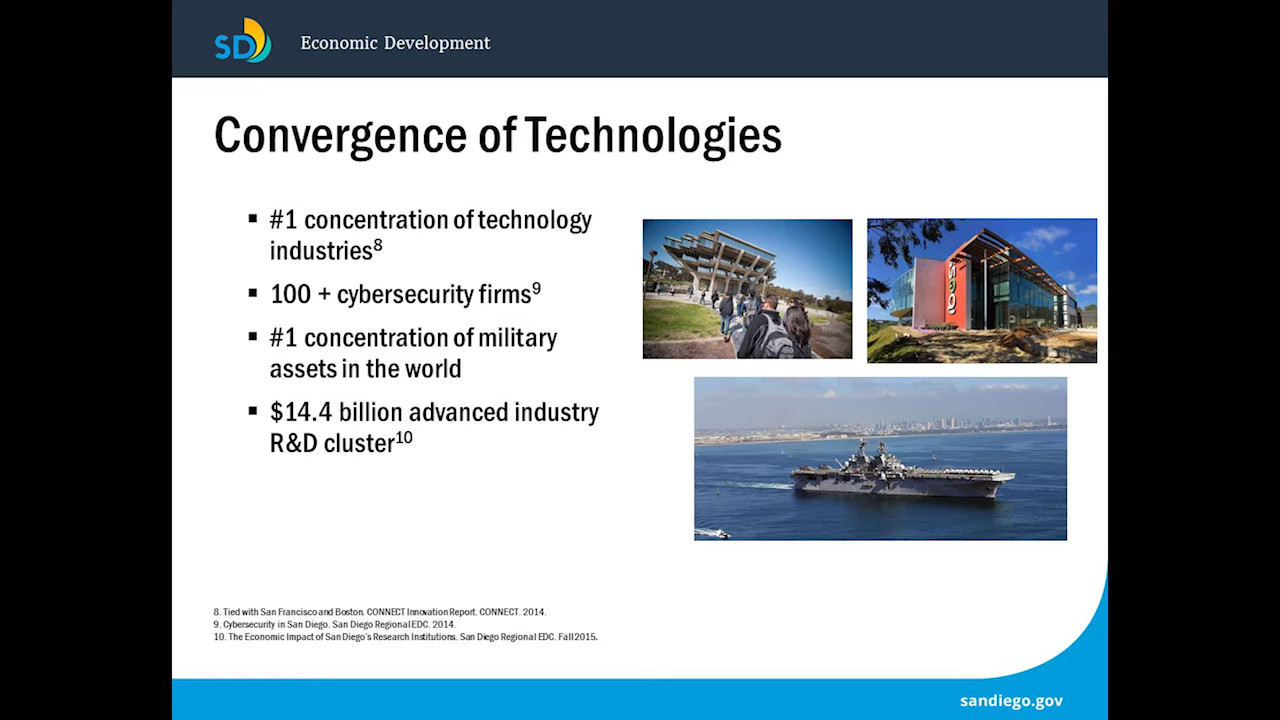 SD
Economic Development
Convergence of Technologies
▪ #1 concentration of technology
industries8
▪ 100 + cybersecurity firms9
▪ #1 concentration of military
assets in the world
▪ $14.4 billion advanced industry
R&D cluster10
8. Tied with San Francisco and Boston. CONNECT Innovation Report. CONNECT. 2014.
9. Cybersecurity in San Diego. San Diego Regional EDC. 2014.
10. The Economic Impact of San Diego's Research Institutions. San Diego Regional EDC. Fall 2015.
sandiego.gov